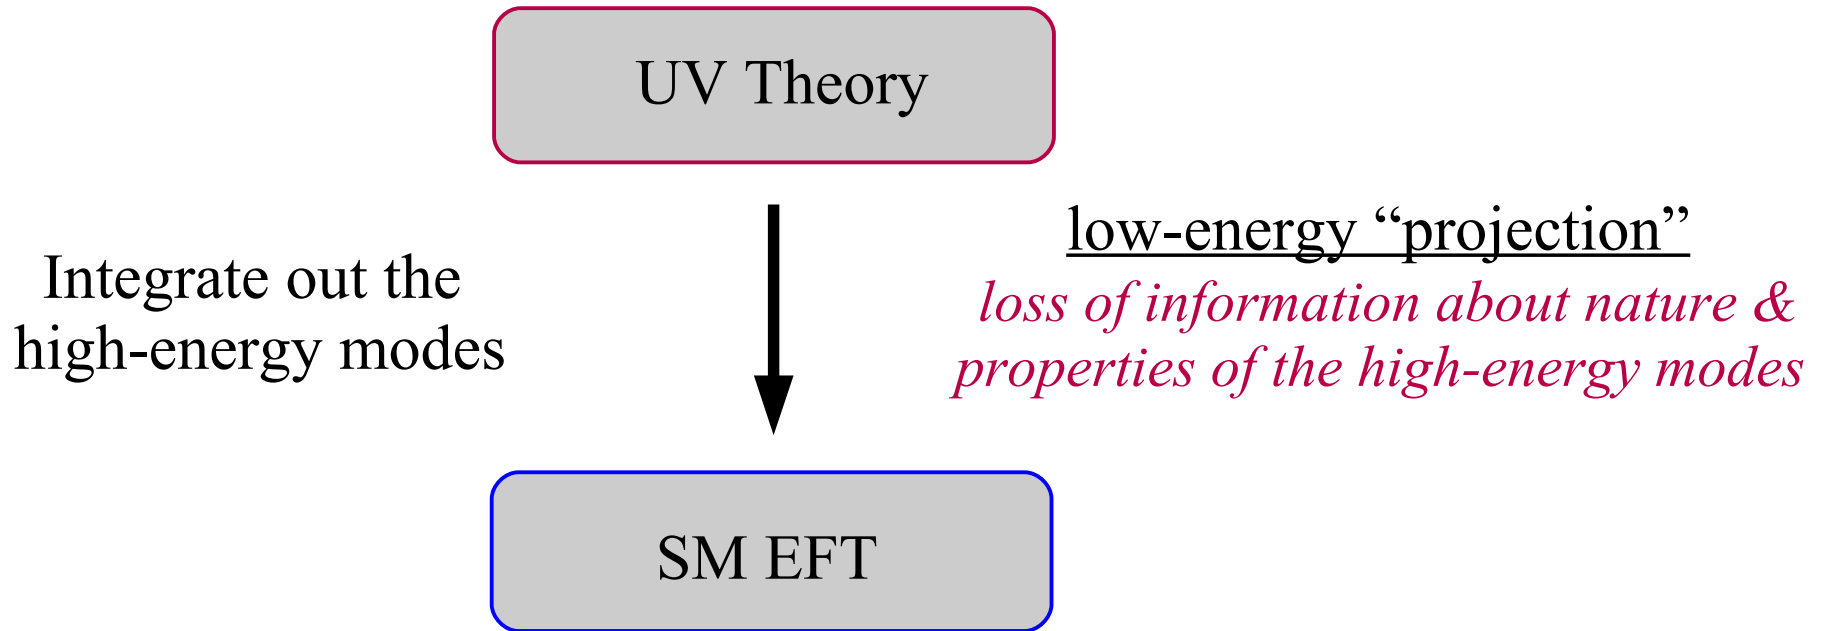 UV Theory
Integrate out the
high-energy modes
low-energy “projection”
loss of information about nature &
properties of the high-energy modes
SM EFT